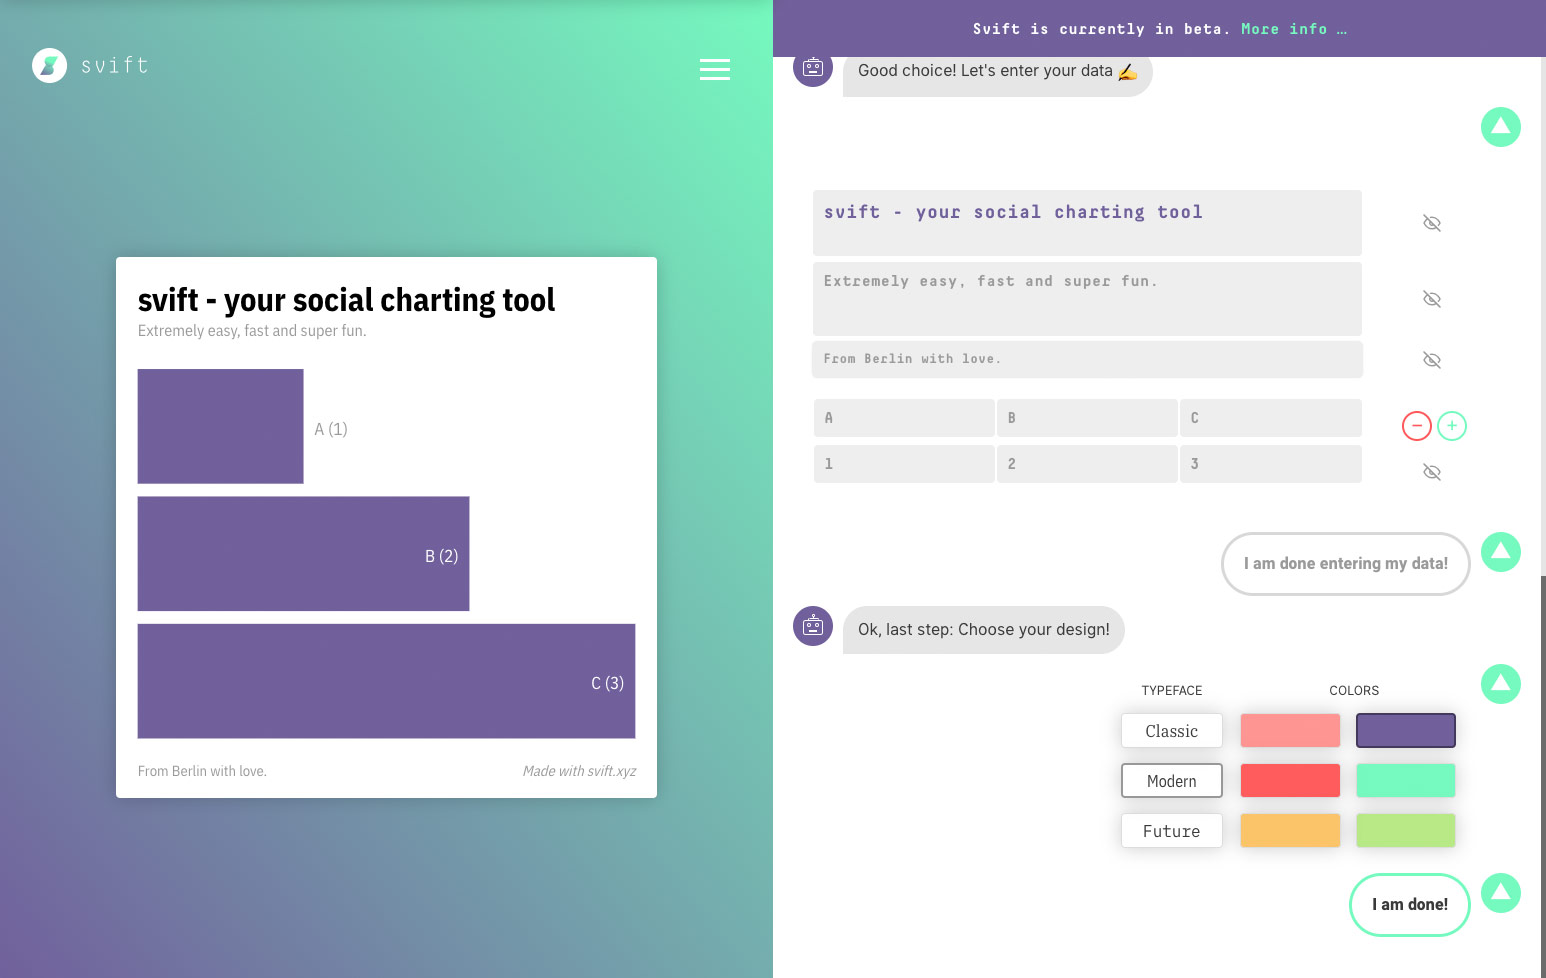 svift
svift - your social charting tool
Extremely easy, fast and super fun.
A (1)
B (2)
C (3)
From Berlin with love.
Made with svift.xyz
Svift is currently in beta. More info …
Good choice! Let's enter your data ✍️
svift - your social charting tool
Extremely easy, fast and super fun.
From Berlin with love.
A B C
1 2 3
I am done entering my data!
Ok, last step: Choose your design!
TYPEFACE COLORS
Classic
Modern
Future
I am done!